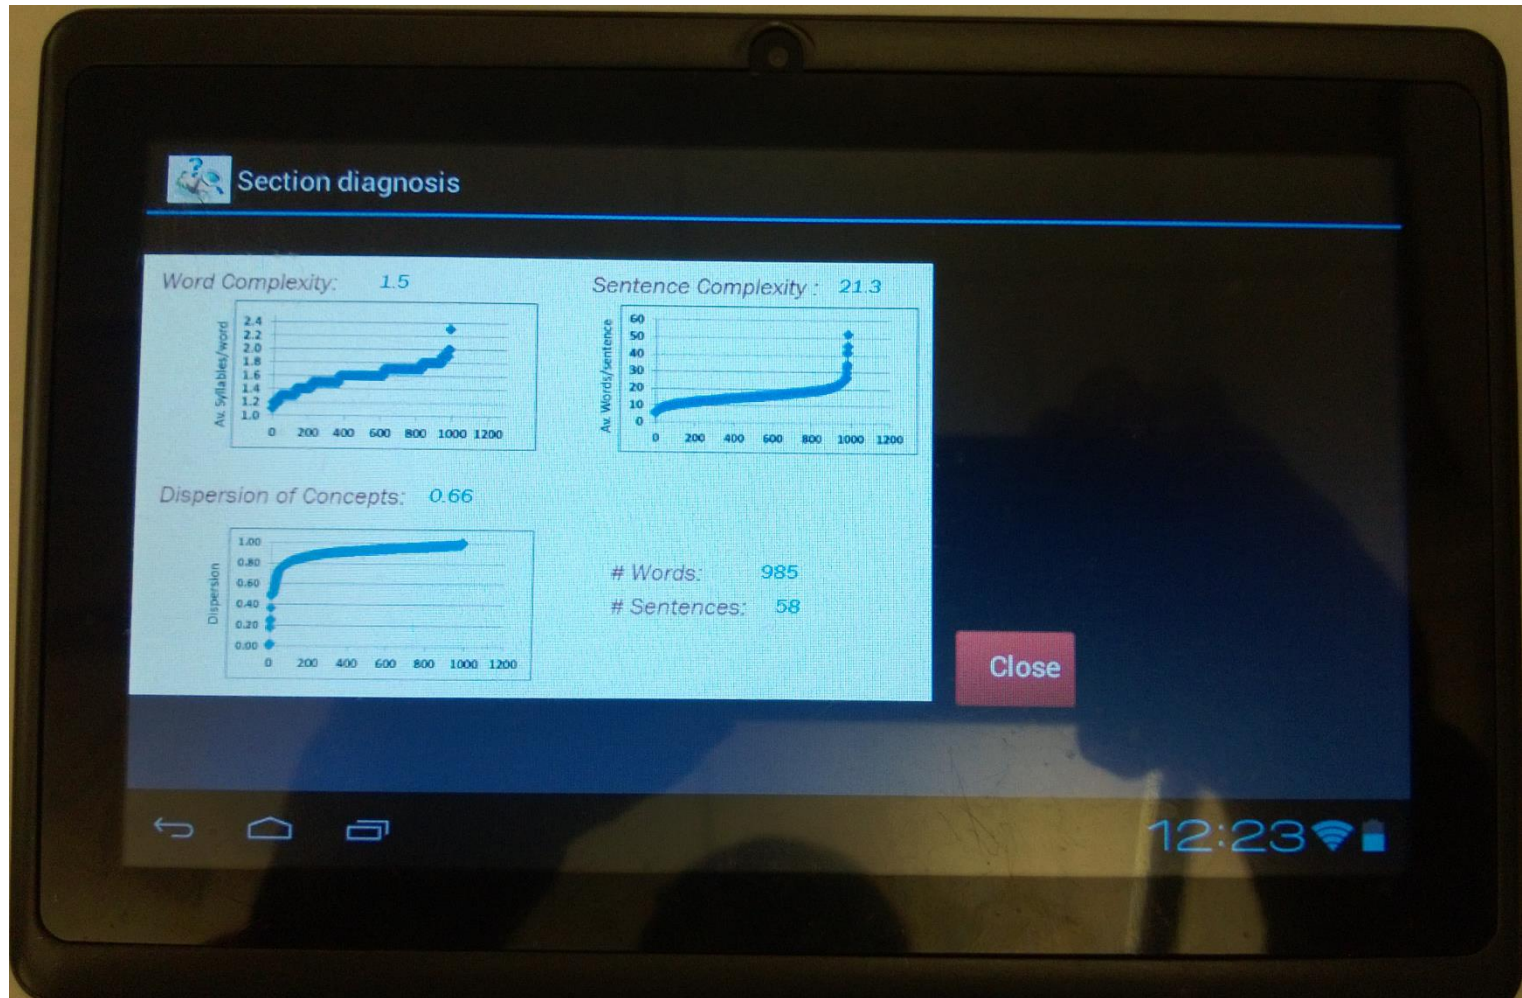 Section diagnosis
Word Complexity: 1.5
Av. Syllables/word
2.4
2.2
2.0
1.8
1.6
1.4
1.2
1.0
0 200 400 600 800 1000 1200
Sentence Complexity : 21.3
Av. Words/sentence
60
50
40
30
20
10
0
0 200 400 600 800 1000 1200
Dispersion of Concepts: 0.66
Dispersion
1.00
0.80
0.60
0.40
0.20
0.00
0 200 400 600 800 1000 1200
# Words: 985
# Sentences: 58
Close
12:23